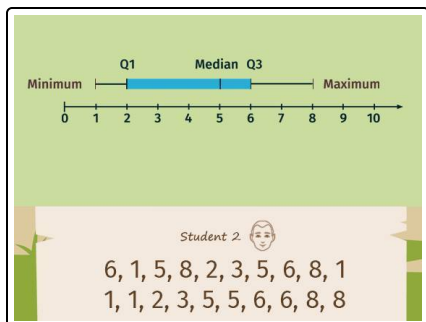 Q1 Median Q3
Minimum Maximum
0 1 2 3 4 5 6 7 8 9 10
Student 2
6, 1, 5, 8, 2, 3, 5, 6, 8, 1
1, 1, 2, 3, 5, 5, 6, 6, 8, 8